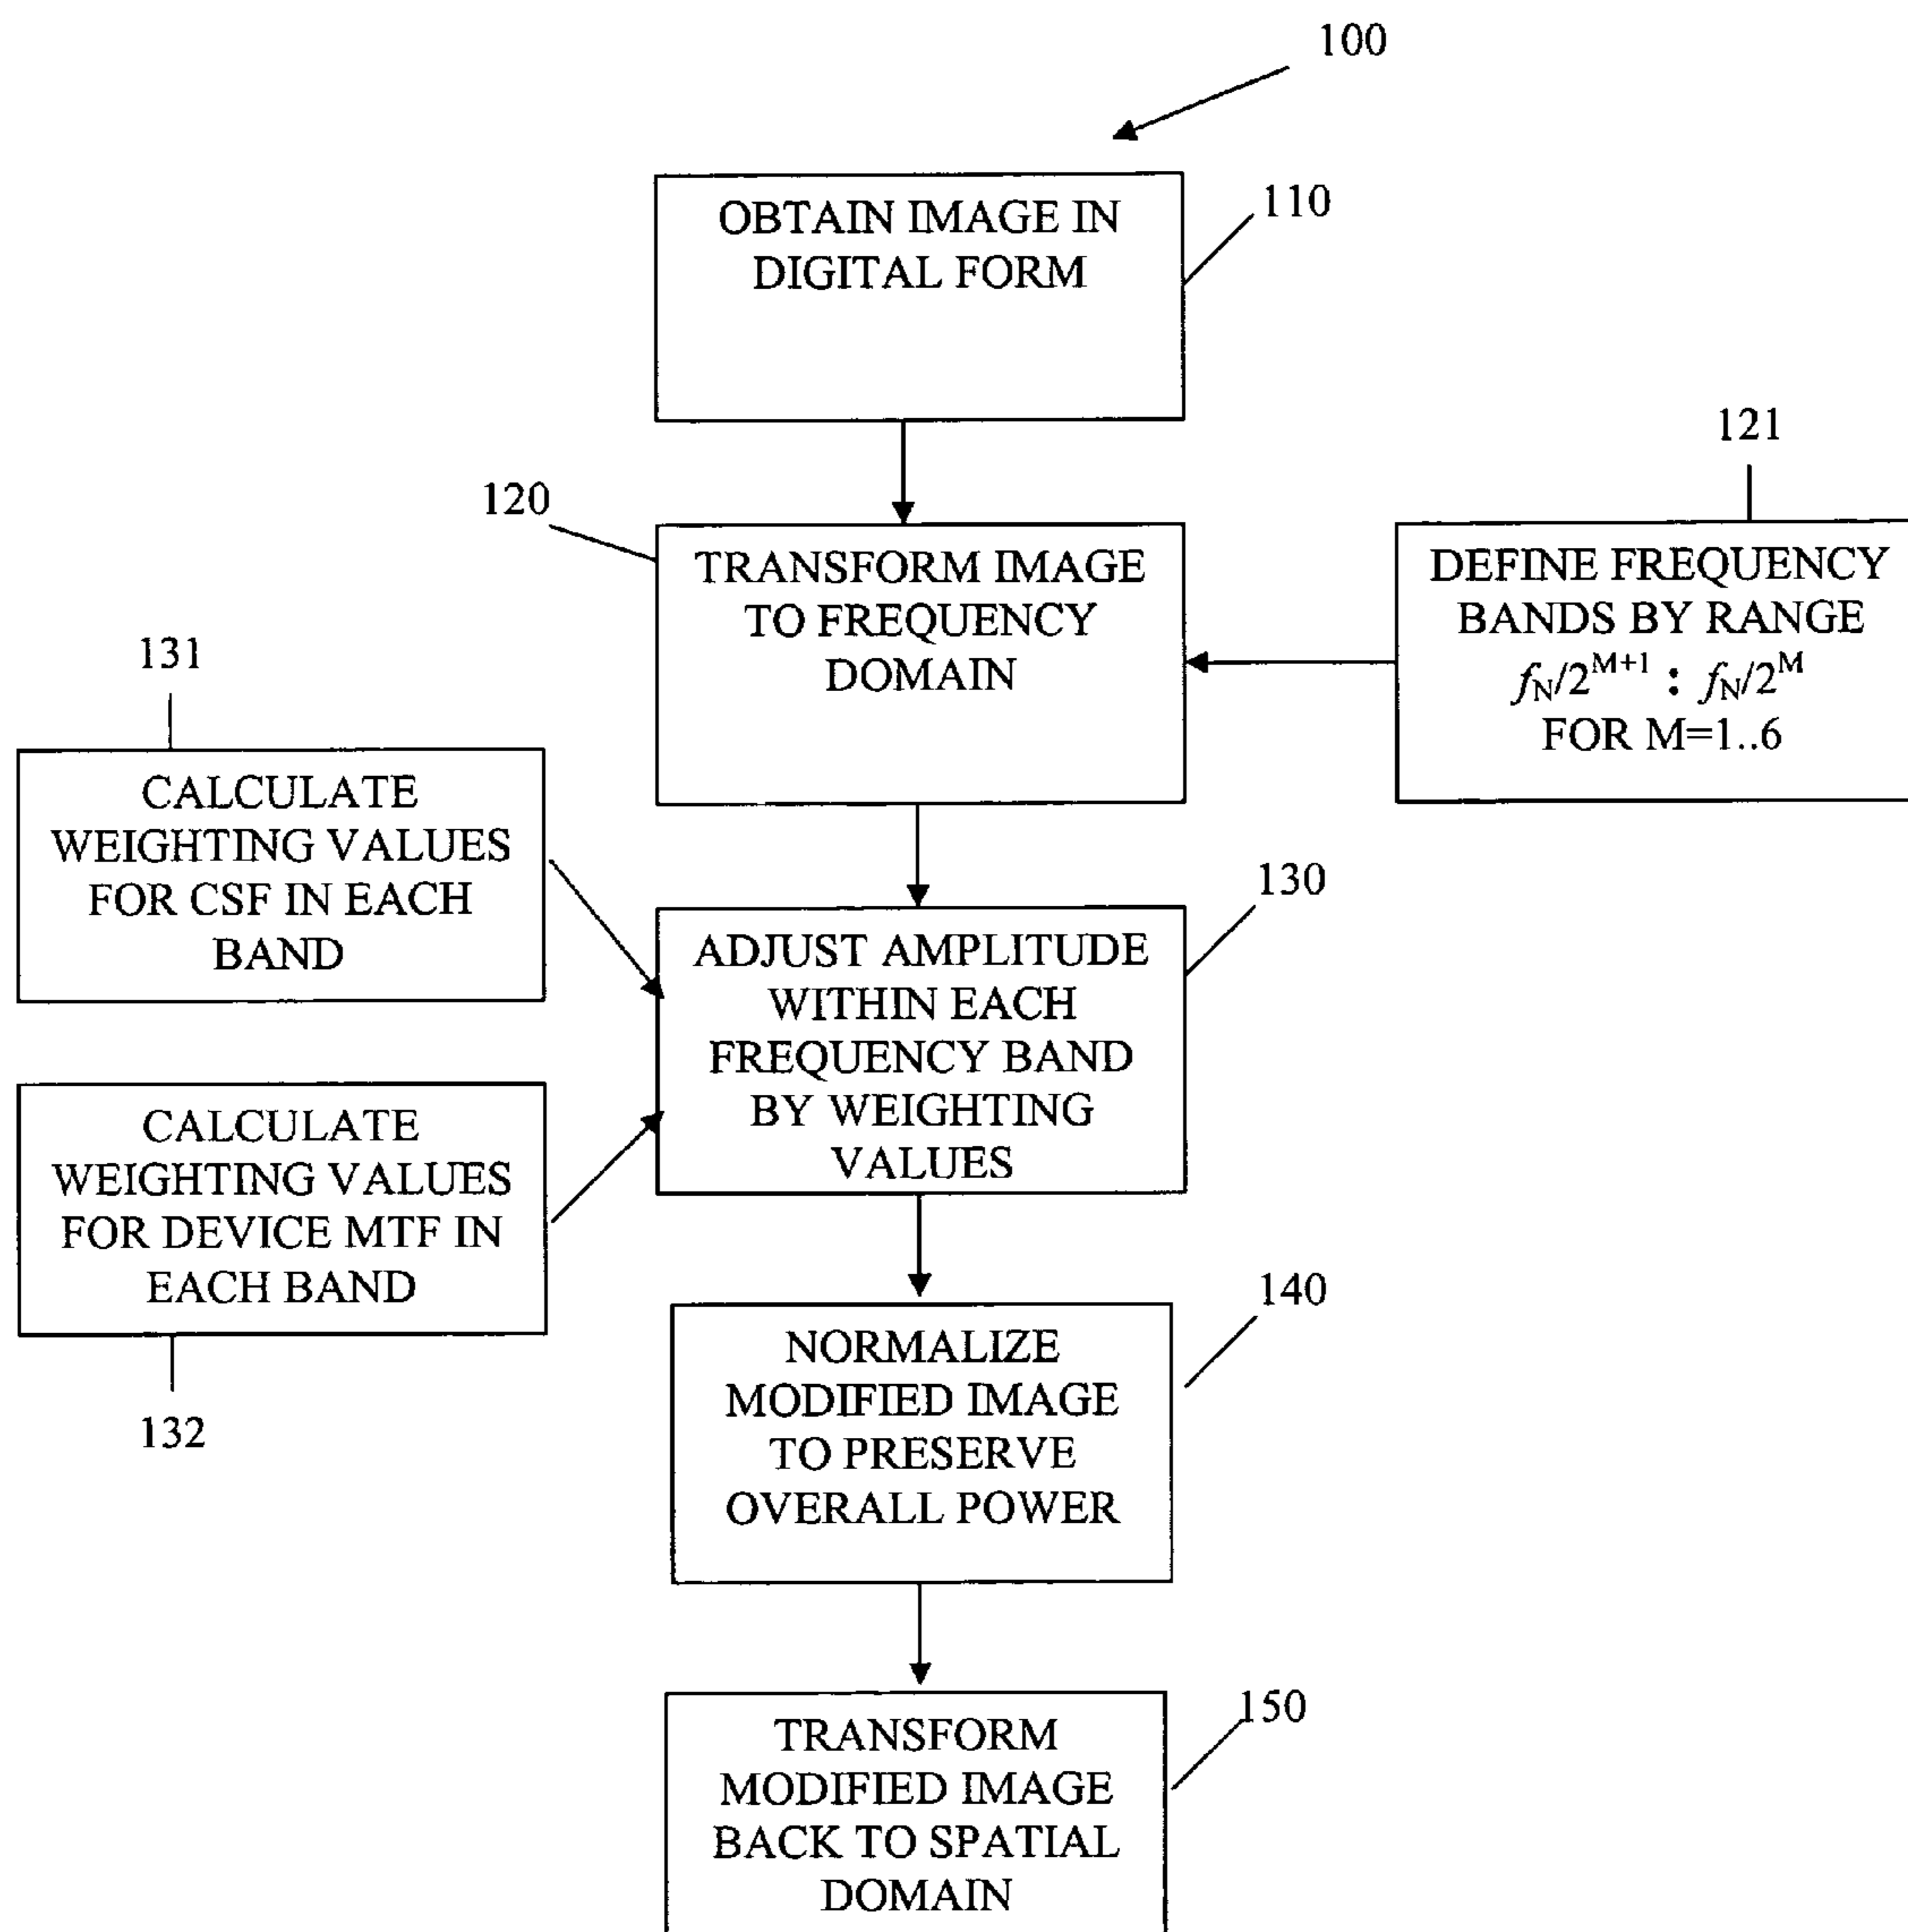 100
OBTAIN IMAGE IN
DIGITAL FORM
110
120
TRANSFORM IMAGE
TO FREQUENCY
DOMAIN
121
DEFINE FREQUENCY
BANDS BY RANGE
fN/2^M+1 : fN/2^M
FOR M=1..6
131
CALCULATE
WEIGHTING VALUES
FOR CSF IN EACH
BAND
130
ADJUST AMPLITUDE
WITHIN EACH
FREQUENCY BAND
BY WEIGHTING
VALUES
CALCULATE
WEIGHTING VALUES
FOR DEVICE MTF IN
EACH BAND
132
140
NORMALIZE
MODIFIED IMAGE
TO PRESERVE
OVERALL POWER
150
TRANSFORM
MODIFIED IMAGE
BACK TO SPATIAL
DOMAIN